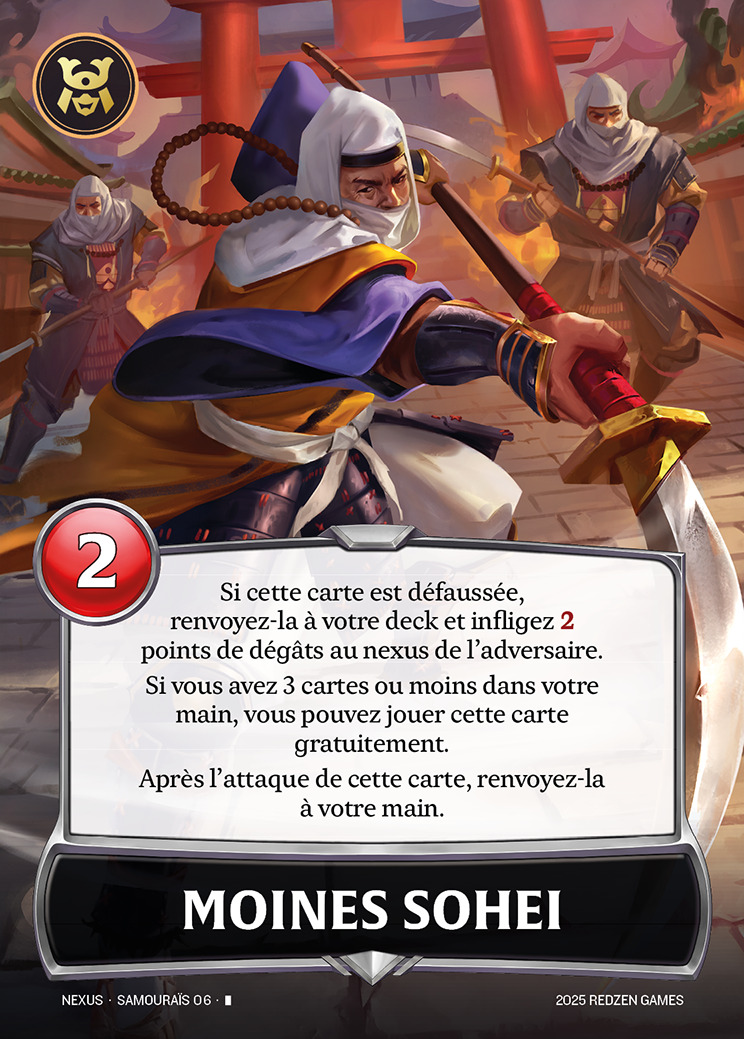 2
Si cette carte est défaussée,
renvoyez-la à votre deck et infligez 2
points de dégâts au nexus de l'adversaire.
Si vous avez 3 cartes ou moins dans votre
main, vous pouvez jouer cette carte
gratuitement.
Après l'attaque de cette carte, renvoyez-la
à votre main.
MOINES SOHEI
NEXUS · SAMOURAÏS 06 ·
2025 REDZEN GAMES